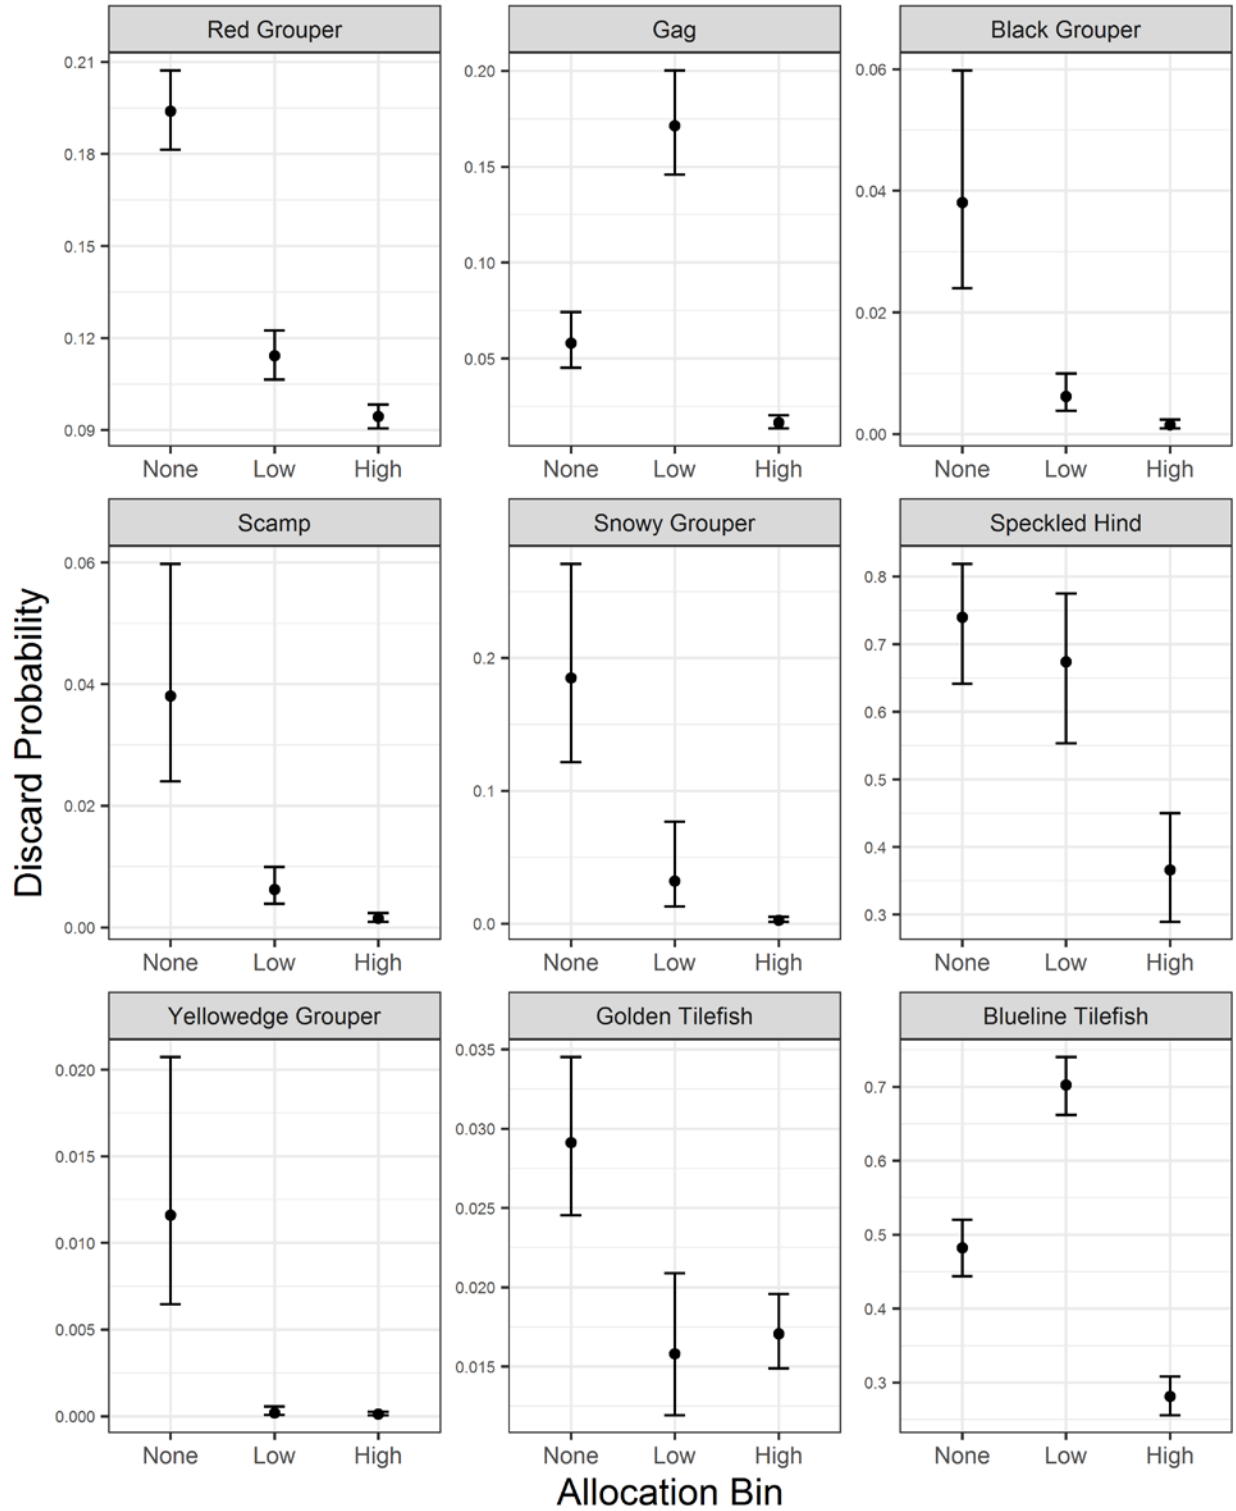 Red Grouper
Gag
Black Grouper
0.21
0.18
0.15
0.12
0.09
0.20
0.15
0.10
0.05
0.06
0.04
0.02
0.00
None Low High
None Low High
None Low High
Scamp
Snowy Grouper
Speckled Hind
0.06
0.04
0.02
0.00
0.2
0.1
0.0
0.8
0.7
0.6
0.5
0.4
0.3
None Low High
None Low High
None Low High
Yellowedge Grouper
Golden Tilefish
Blueline Tilefish
0.020
0.015
0.010
0.005
0.000
0.035
0.030
0.025
0.020
0.015
0.7
0.6
0.5
0.4
0.3
None Low High
None Low High
None Low High
Discard Probability
Allocation Bin